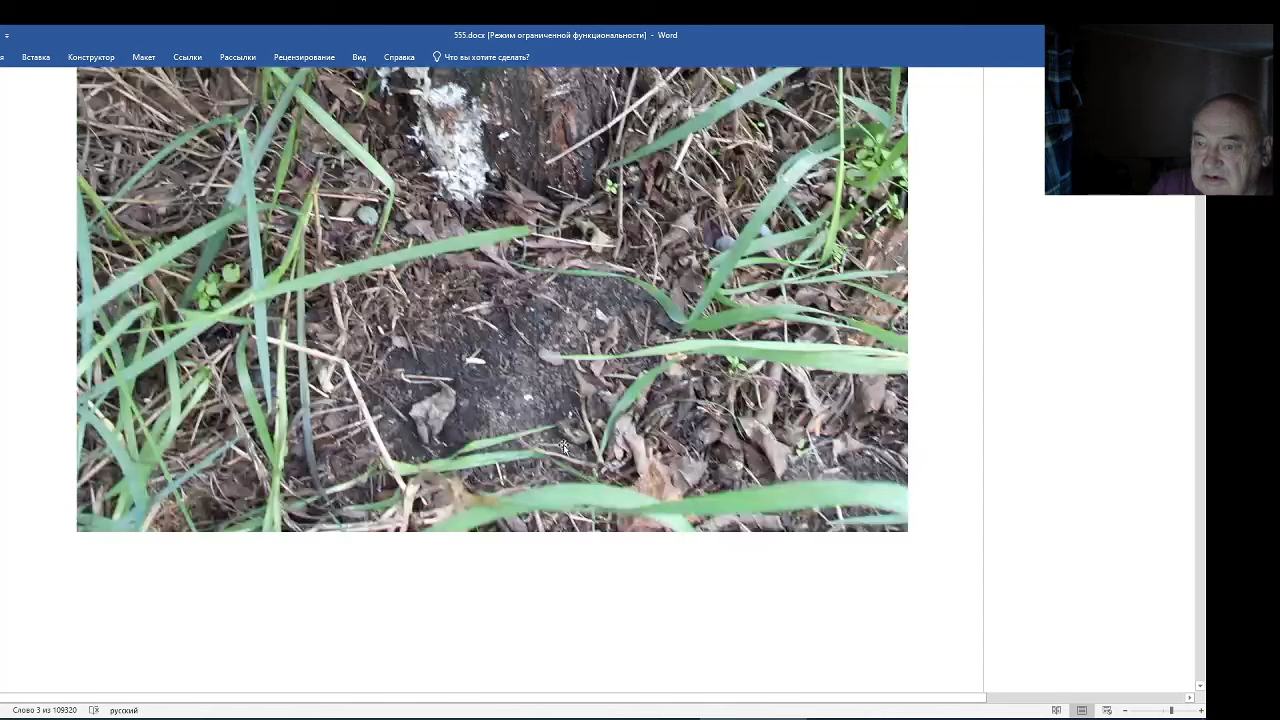 555.docx [Режим ограниченной функциональности] - Word
я Вставка Конструктор Макет Ссылки Рассылки Рецензирование Вид Справка Что вы хотите сделать?
Слово 3 из 109320 русский